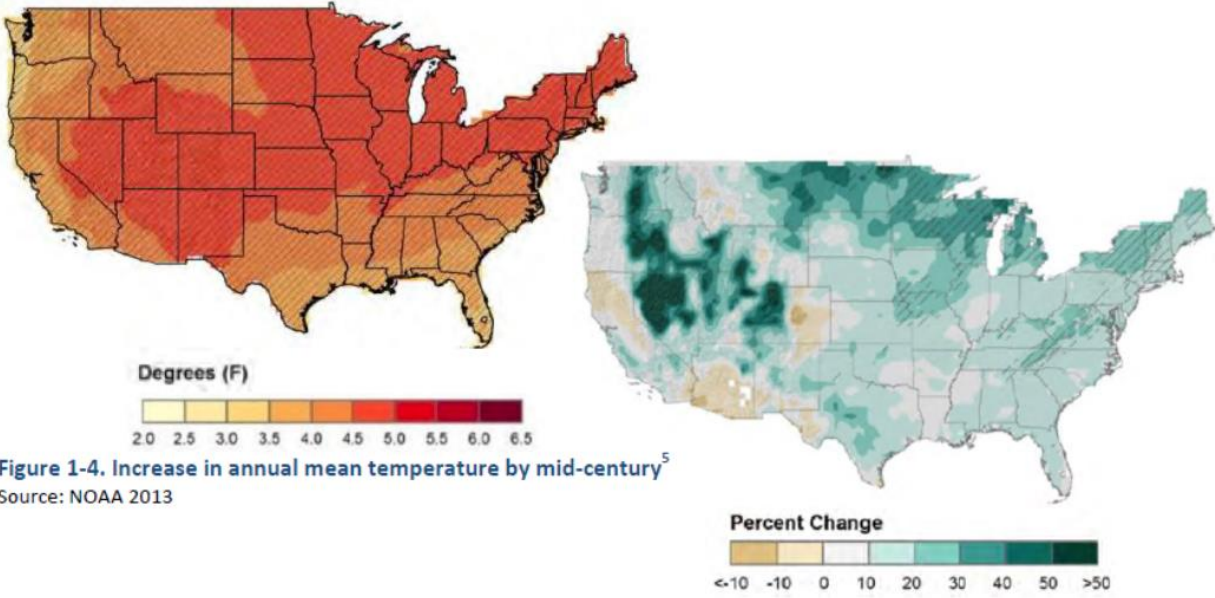 Degrees (F)
2.0 2.5 3.0 3.5 4.0 4.5 5.0 5.5 6.0 6.5
Figure 1-4. Increase in annual mean temperature by mid-century5
Source: NOAA 2013
Percent Change
<-10 -10 0 10 20 30 40 50 >50